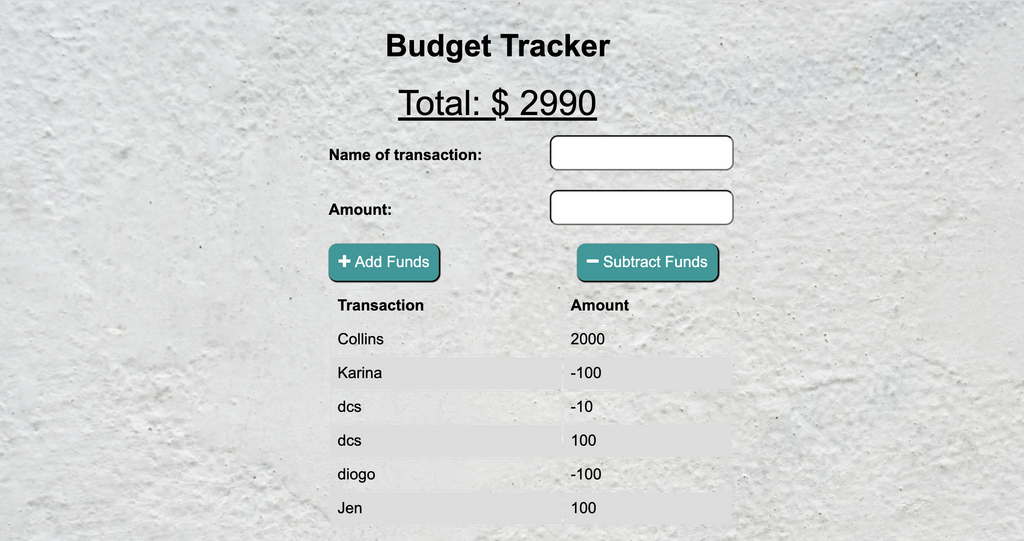 Budget Tracker
Total: $ 2990
Name of transaction:
Amount:
+ Add Funds
− Subtract Funds
Transaction Amount
Collins 2000
Karina -100
dcs -10
dcs 100
diogo -100
Jen 100